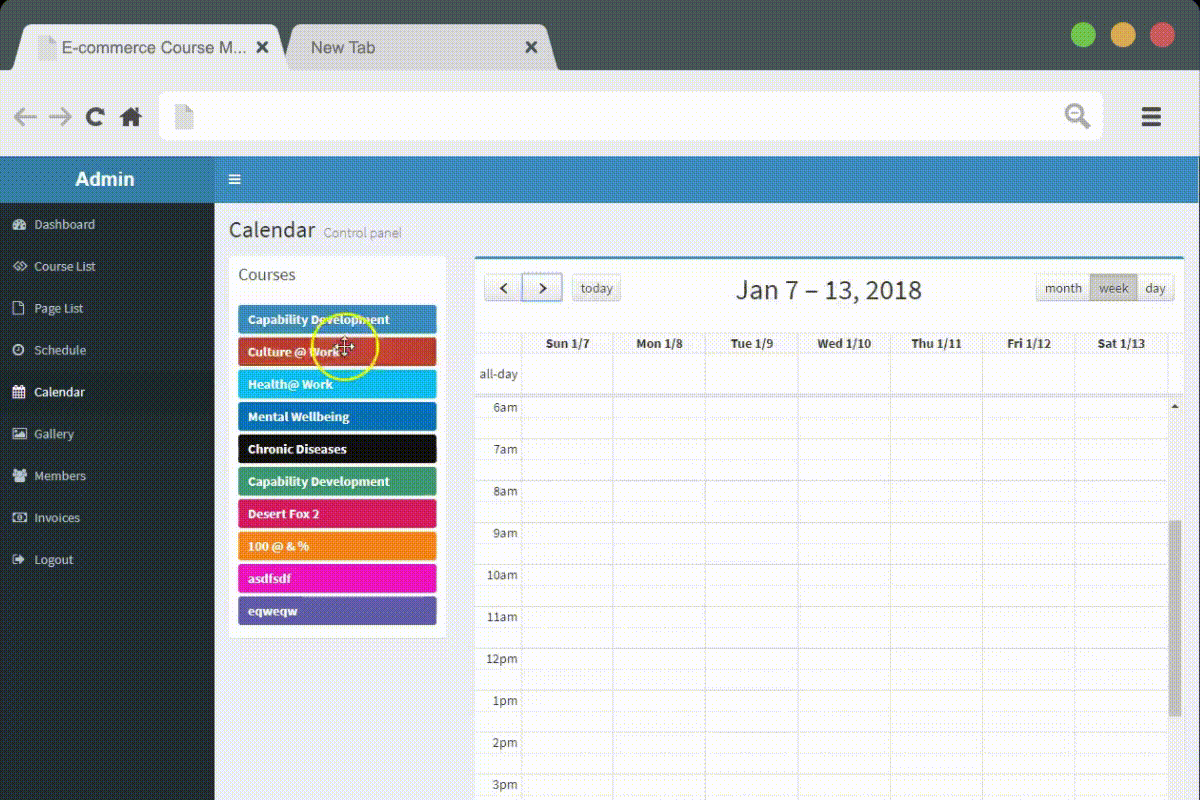 E-commerce Course M...
New Tab
Admin
Dashboard
Course List
Page List
Schedule
Calendar
Gallery
Members
Invoices
Logout
Calendar Control panel
Courses
Capability Development
Culture @ Work
Health@ Work
Mental Wellbeing
Chronic Diseases
Capability Development
Desert Fox 2
100 @ & %
asdfsdf
eqweqw
today
Jan 7 – 13, 2018
month week day
Sun 1/7 Mon 1/8 Tue 1/9 Wed 1/10 Thu 1/11 Fri 1/12 Sat 1/13
all-day
6am
7am
8am
9am
10am
11am
12pm
1pm
2pm
3pm